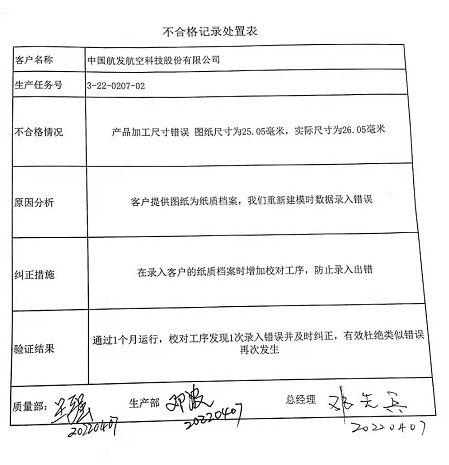 不合格记录处置表
客户名称 中国航发航空科技股份有限公司
生产任务号 3-22-0207-02
不合格情况 产品加工尺寸错误 图纸尺寸为25.05毫米，实际尺寸为26.05毫米
原因分析 客户提供图纸为纸质档案，我们重新建模时数据录入错误
纠正措施 在录入客户的纸质档案时增加校对工序，防止录入出错
验证结果 通过1个月运行，校对工序发现1次录入错误并及时纠正，有效杜绝类似错误
再次发生
质量部： 生产部 邓波 总经理 邓先兵
20220407 20220407 20220407